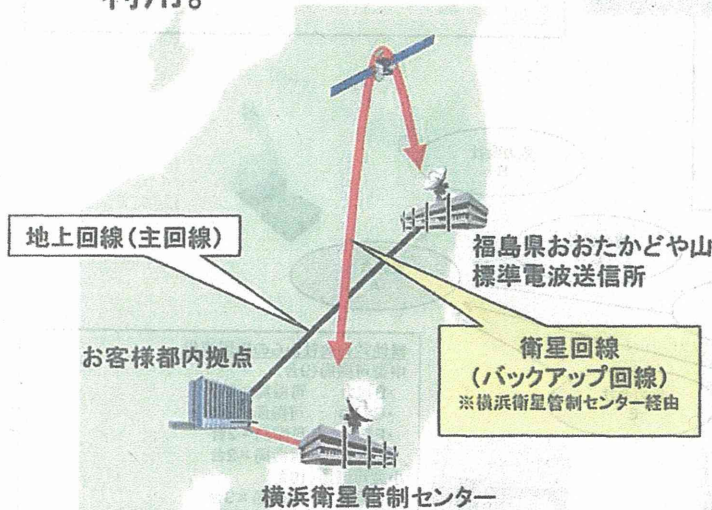 利用。
地上回線(主回線)
福島県おおたかどや山
標準電波送信所
お客様都内拠点
衛星回線
(バックアップ回線)
※横浜衛星管制センター経由
横浜衛星管制センター